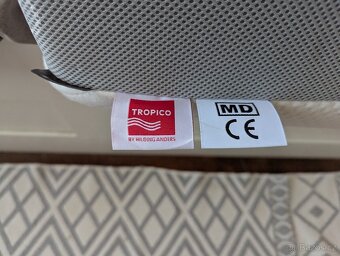 TROPICO
BY HILDING ANDERS
MD
CE